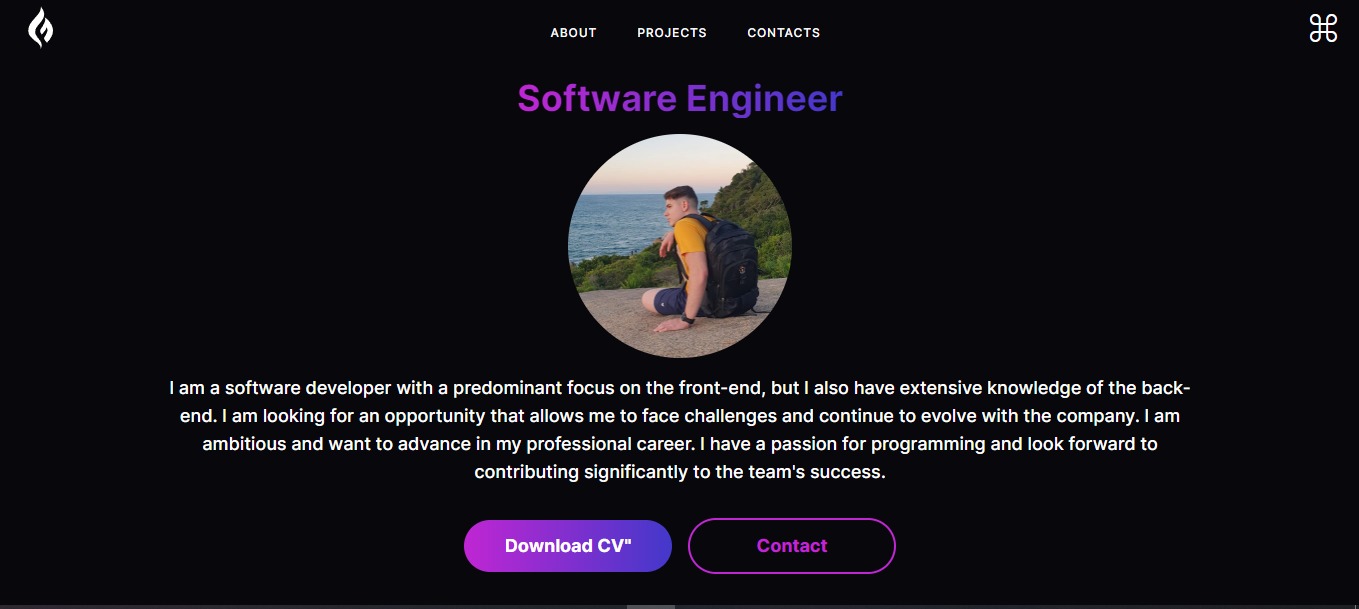 ABOUT PROJECTS CONTACTS
Software Engineer
I am a software developer with a predominant focus on the front-end, but I also have extensive knowledge of the back-
end. I am looking for an opportunity that allows me to face challenges and continue to evolve with the company. I am
ambitious and want to advance in my professional career. I have a passion for programming and look forward to
contributing significantly to the team's success.
Download CV" Contact